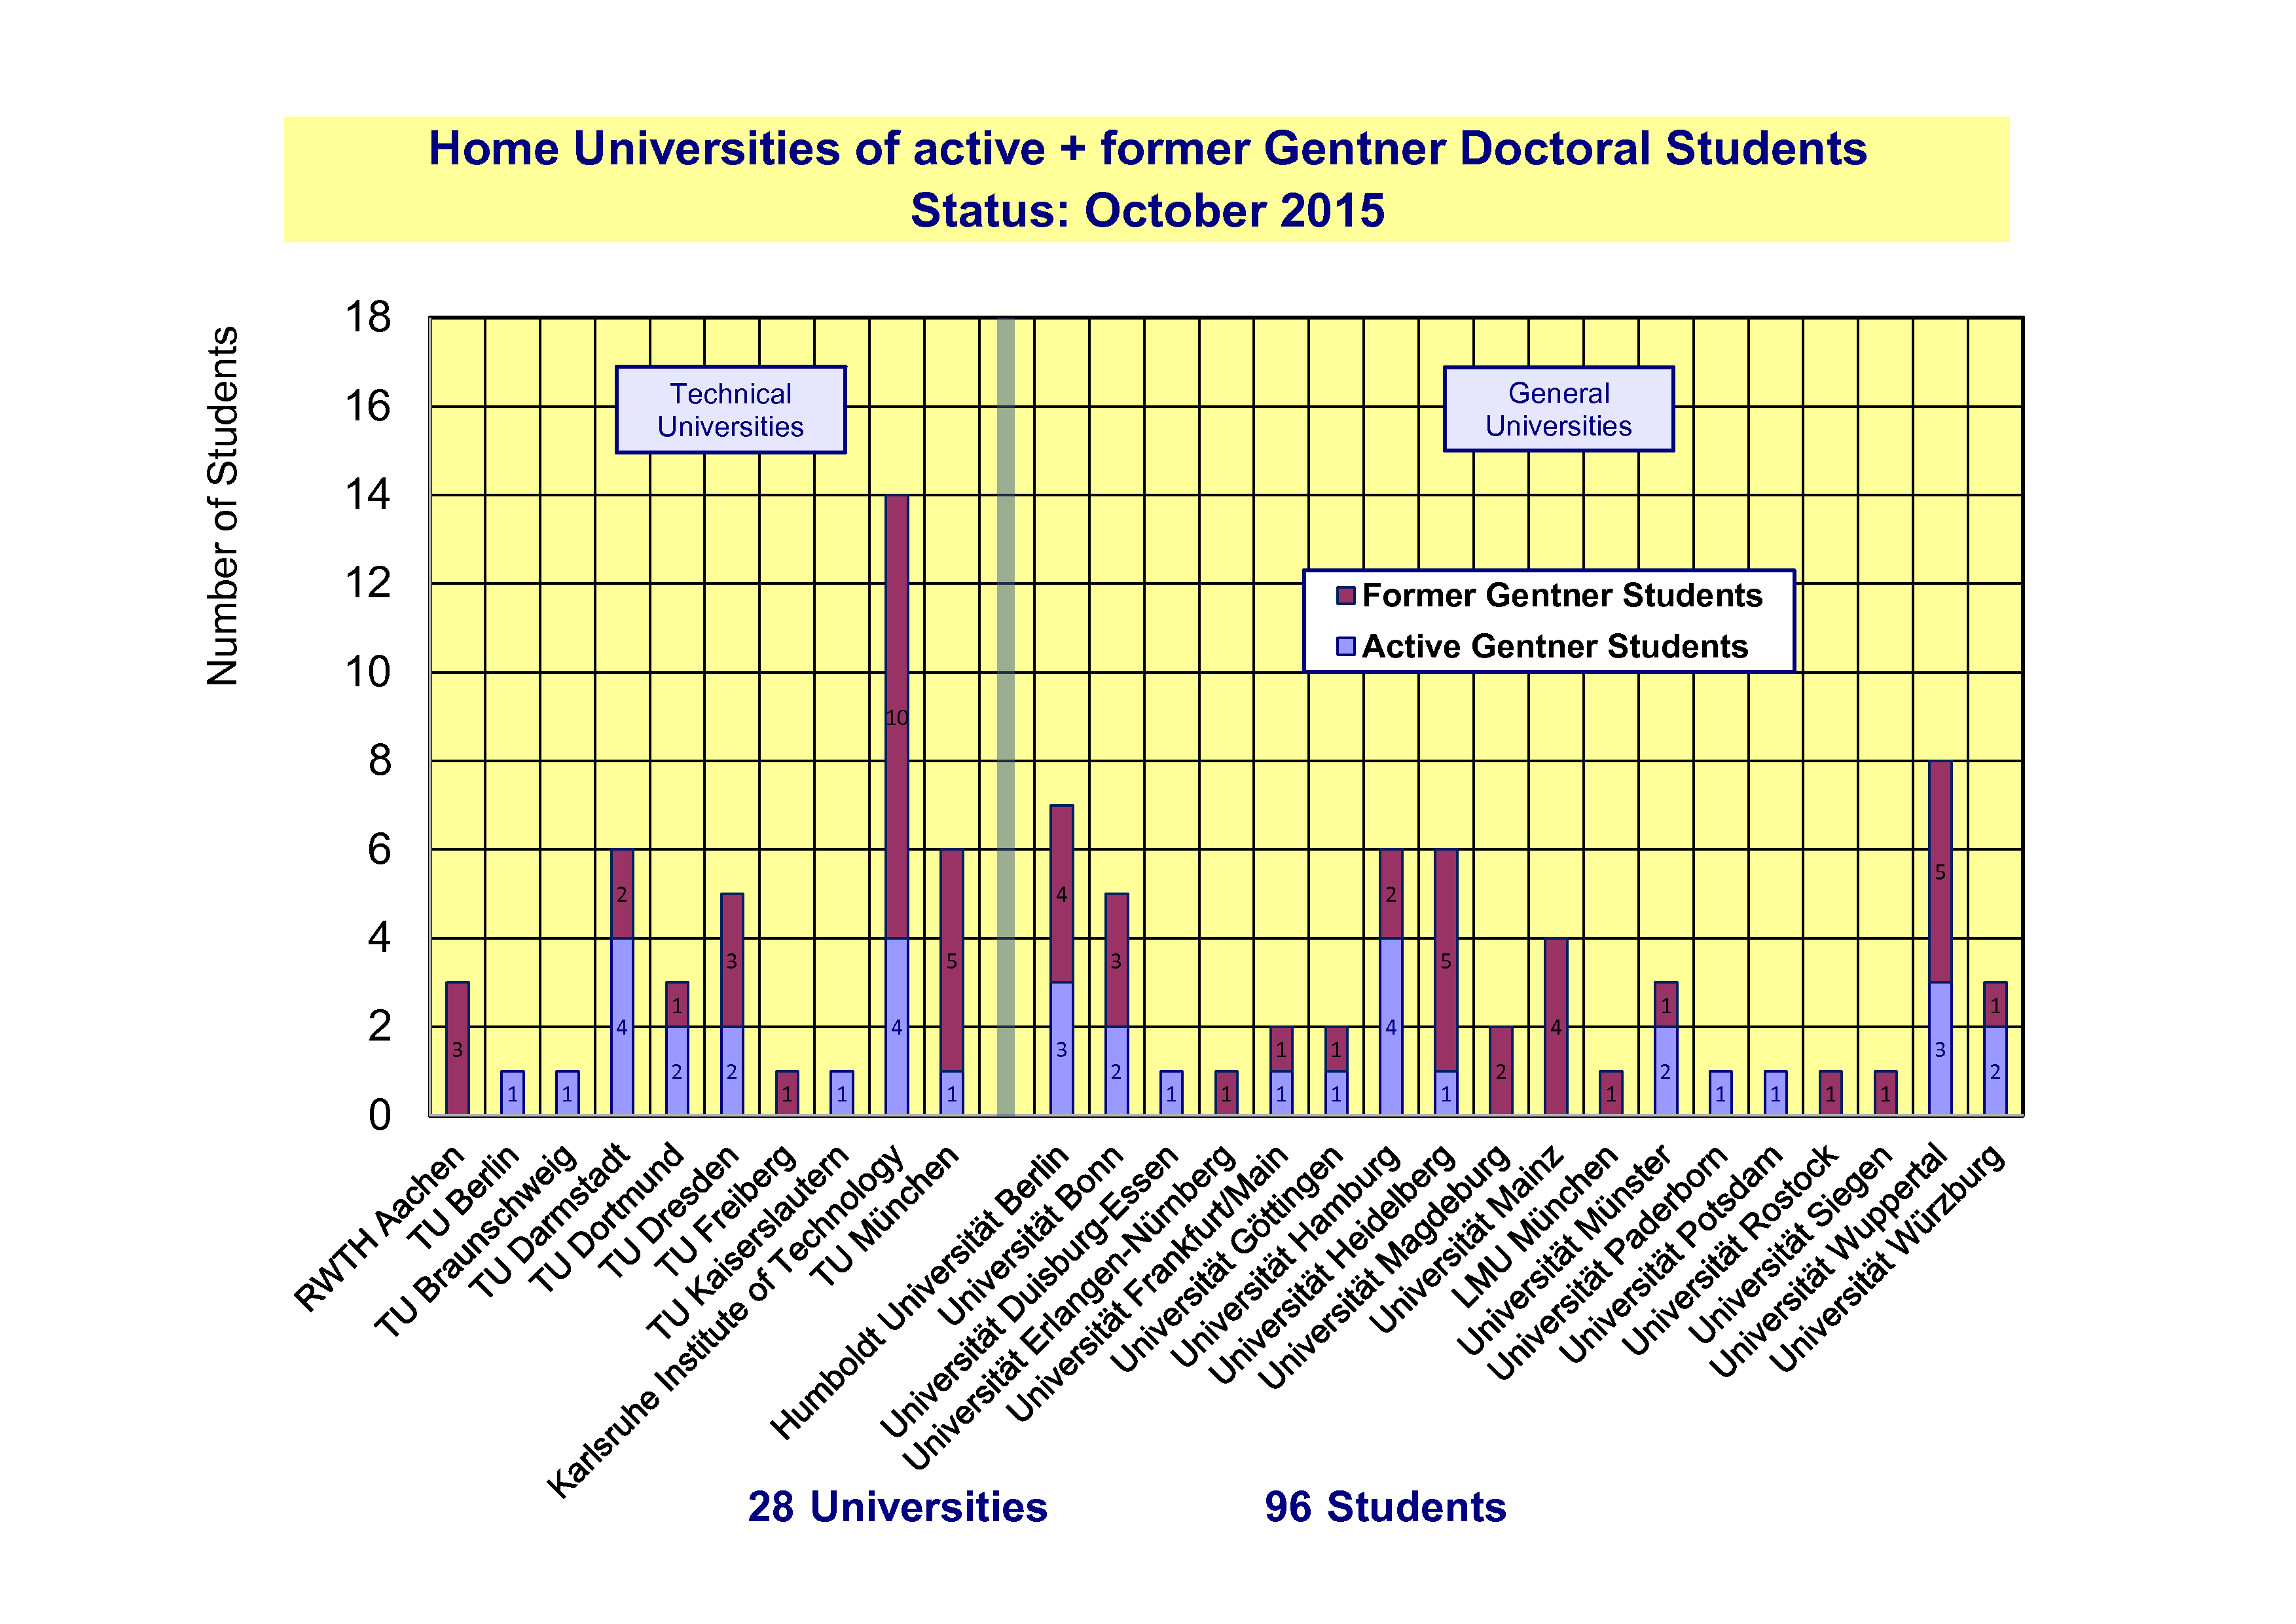 Home Universities of active + former Gentner Doctoral Students
Status: October 2015
Number of Students
18
16
14
12
10
8
6
4
2
0
Technical
Universities
General
Universities
Former Gentner Students
Active Gentner Students
3
1
1
2
4
1
2
3
2
1
1
10
4
5
1
4
3
3
2
1
1
1
1
1
1
2
4
5
1
2
4
1
1
2
1
1
1
1
5
3
1
2
RWTH Aachen
TU Berlin
TU Braunschweig
TU Darmstadt
TU Dortmund
TU Dresden
TU Freiberg
TU Kaiserslautern
Karlsruhe Institute of Technology
TU München
Humboldt Universität Berlin
Universität Bonn
Universität Duisburg-Essen
Universität Erlangen-Nürnberg
Universität Frankfurt/Main
Universität Göttingen
Universität Hamburg
Universität Heidelberg
Universität Magdeburg
Universität Mainz
LMU München
Universität Münster
Universität Paderborn
Universität Potsdam
Universität Rostock
Universität Siegen
Universität Wuppertal
Universität Würzburg
28 Universities
96 Students